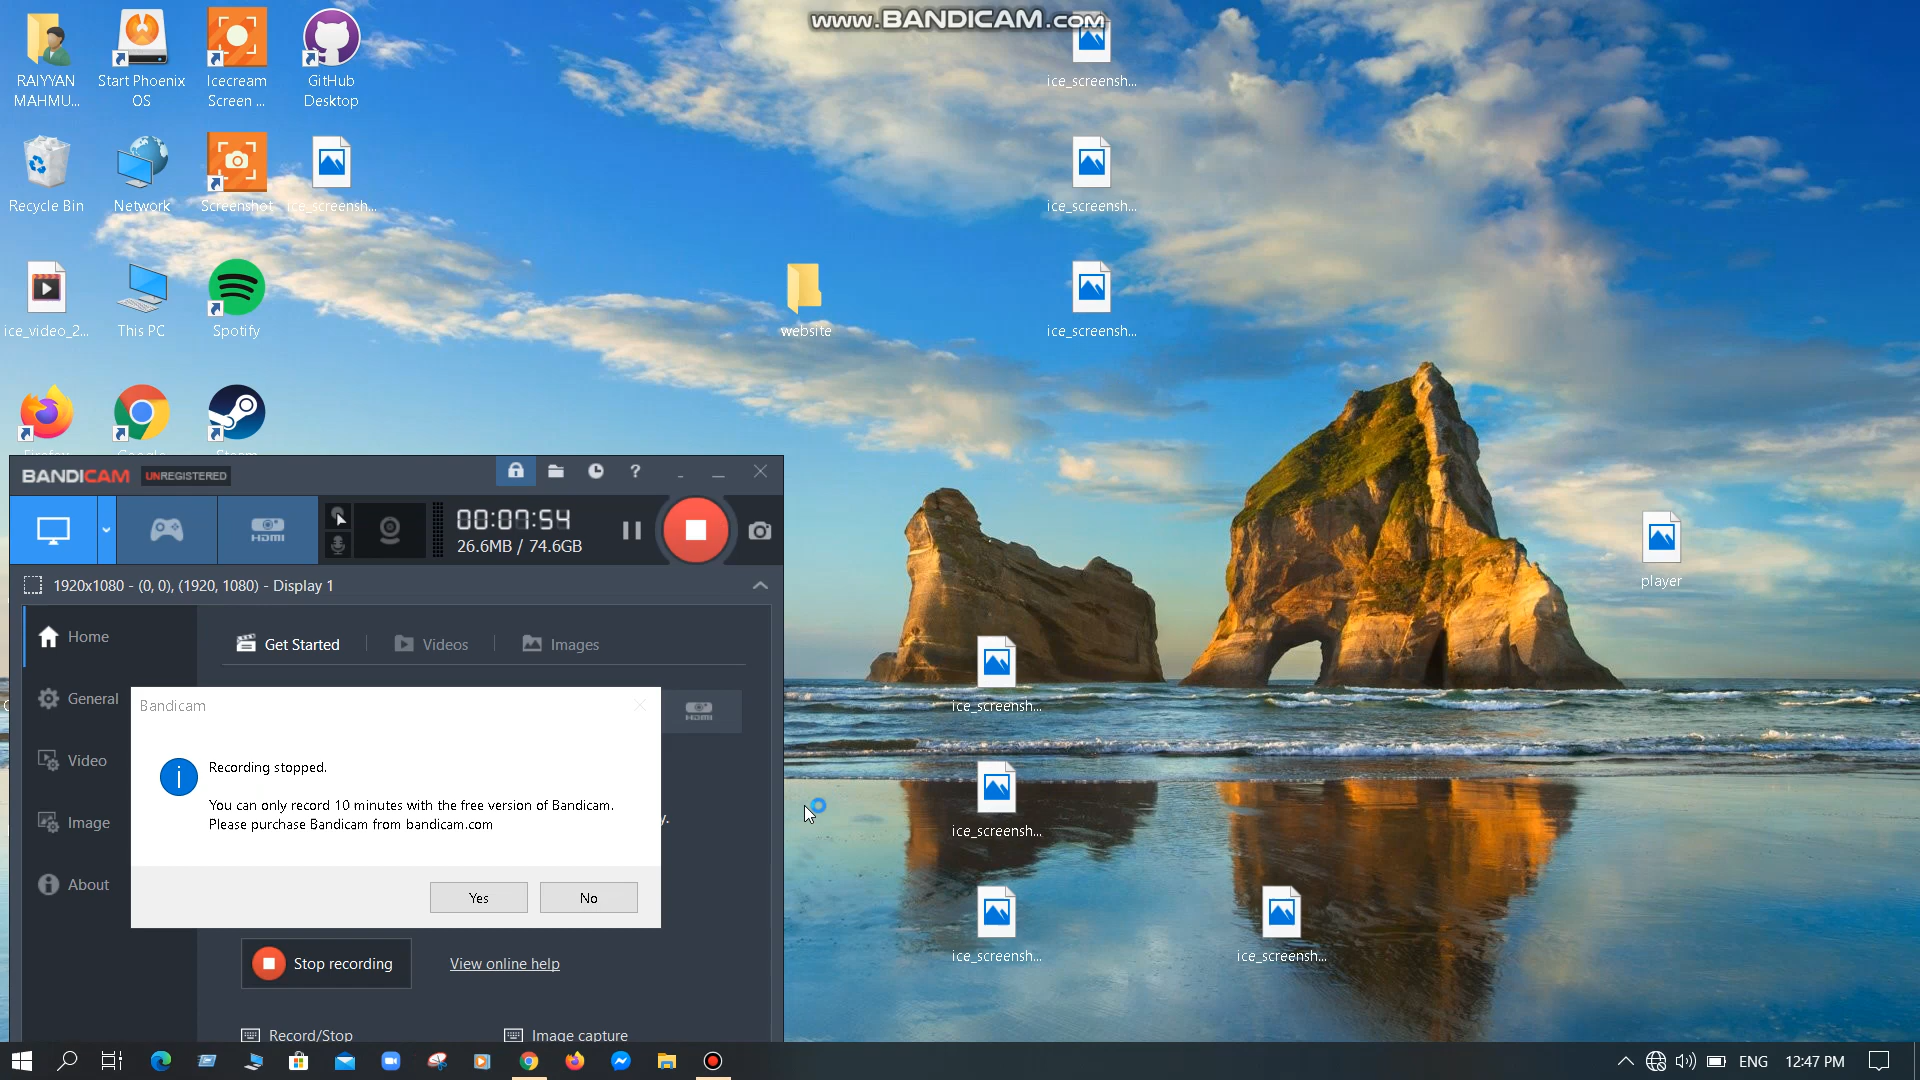 www.BANDICAM.com
RAIYYAN
MAHMU...
Start Phoenix
OS
Icecream
Screen ...
GitHub
Desktop
ice_screensh...
Recycle Bin
Network
Screenshot
ice_screensh...
ice_screensh...
ice_video_2...
This PC
Spotify
website
ice_screensh...
BANDICAM
UNREGISTERED
?
HDMI
00:07:54
26.6MB / 74.6GB
1920x1080 - (0, 0), (1920, 1080) - Display 1
player
Home
Get Started
Videos
Images
General
HDMI
ice_screensh...
Bandicam
Video
Recording stopped.
You can only record 10 minutes with the free version of Bandicam.
Please purchase Bandicam from bandicam.com
y.
Image
ice_screensh...
About
Yes
No
Stop recording
View online help
ice_screensh...
ice_screensh...
Record/Stop
Image capture
ENG
12:47 PM